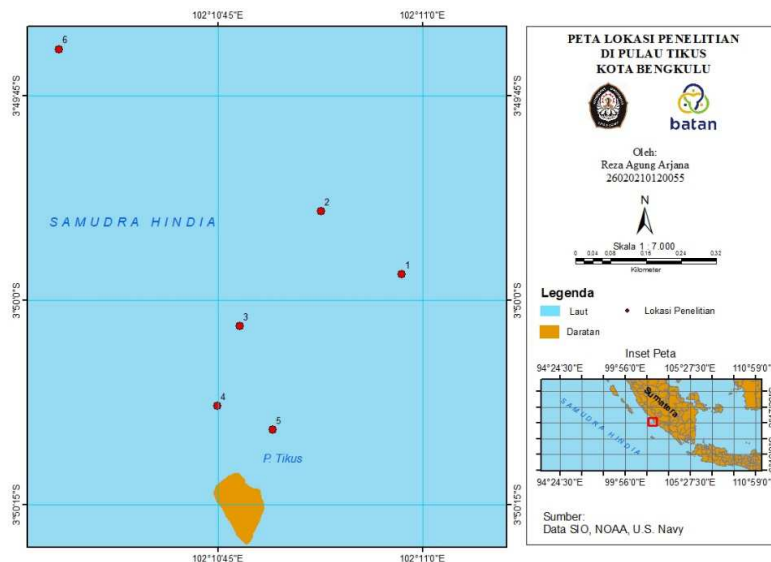 102°10'45"E 102°11'0"E
6
3°49'45"S 3°49'45"S
2
SAMUDRA HINDIA
1
3°50'0"S 3°50'0"S
3
4
5
P. Tikus
3°50'15"S 3°50'15"S
102°10'45"E 102°11'0"E
PETA LOKASI PENELITIAN
DI PULAU TIKUS
KOTA BENGKULU
batan
Oleh:
Reza Agung Arjana
26020210120055
N
Skala 1 : 7.000
0 0.04 0.08 0.16 0.24 0.32
Kilometer
Legenda
Laut Lokasi Penelitian
Daratan
Inset Peta
94°24'30"E 99°56'0"E 105°27'30"E 110°59'0"E
Sumatera
SAMUDRA HINDIA
94°24'30"E 99°56'0"E 105°27'30"E 110°59'0"E
Sumber:
Data SIO, NOAA, U.S. Navy